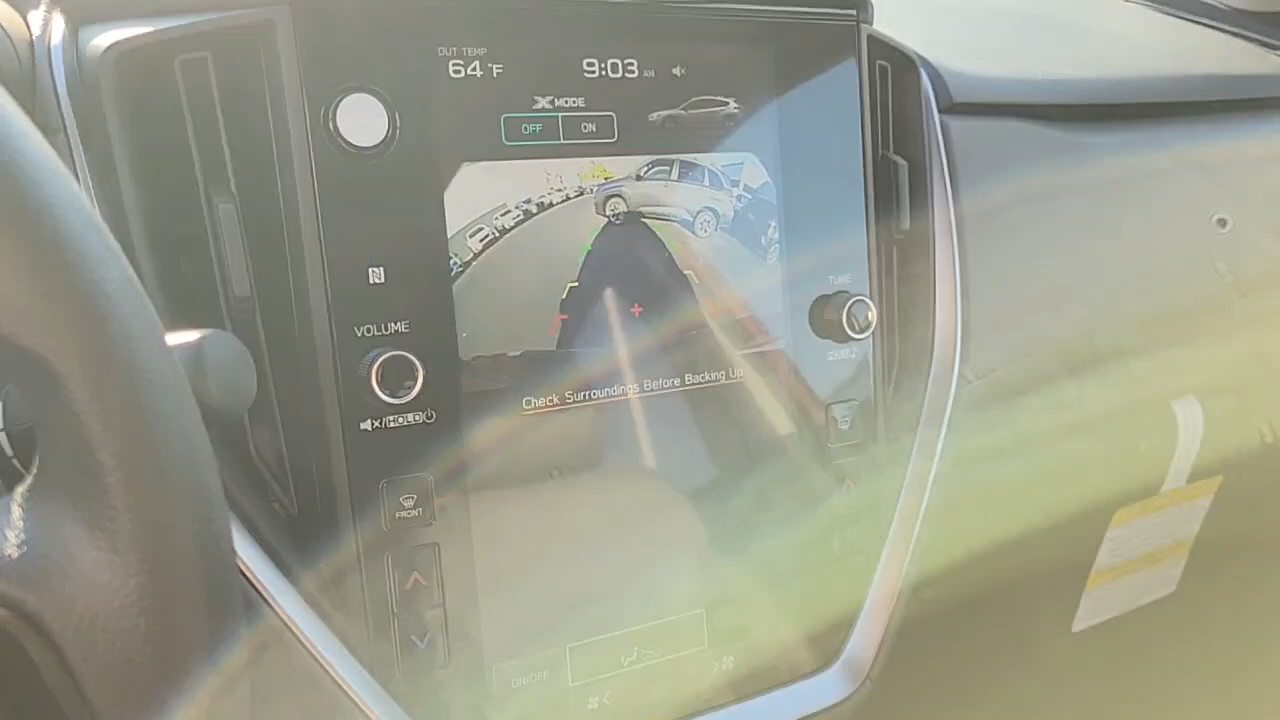 OUT TEMP
64 °F
9:03 AM
X MODE
OFF ON
VOLUME
TUNE
Check Surroundings Before Backing Up
HOLD
FRONT
ON/OFF